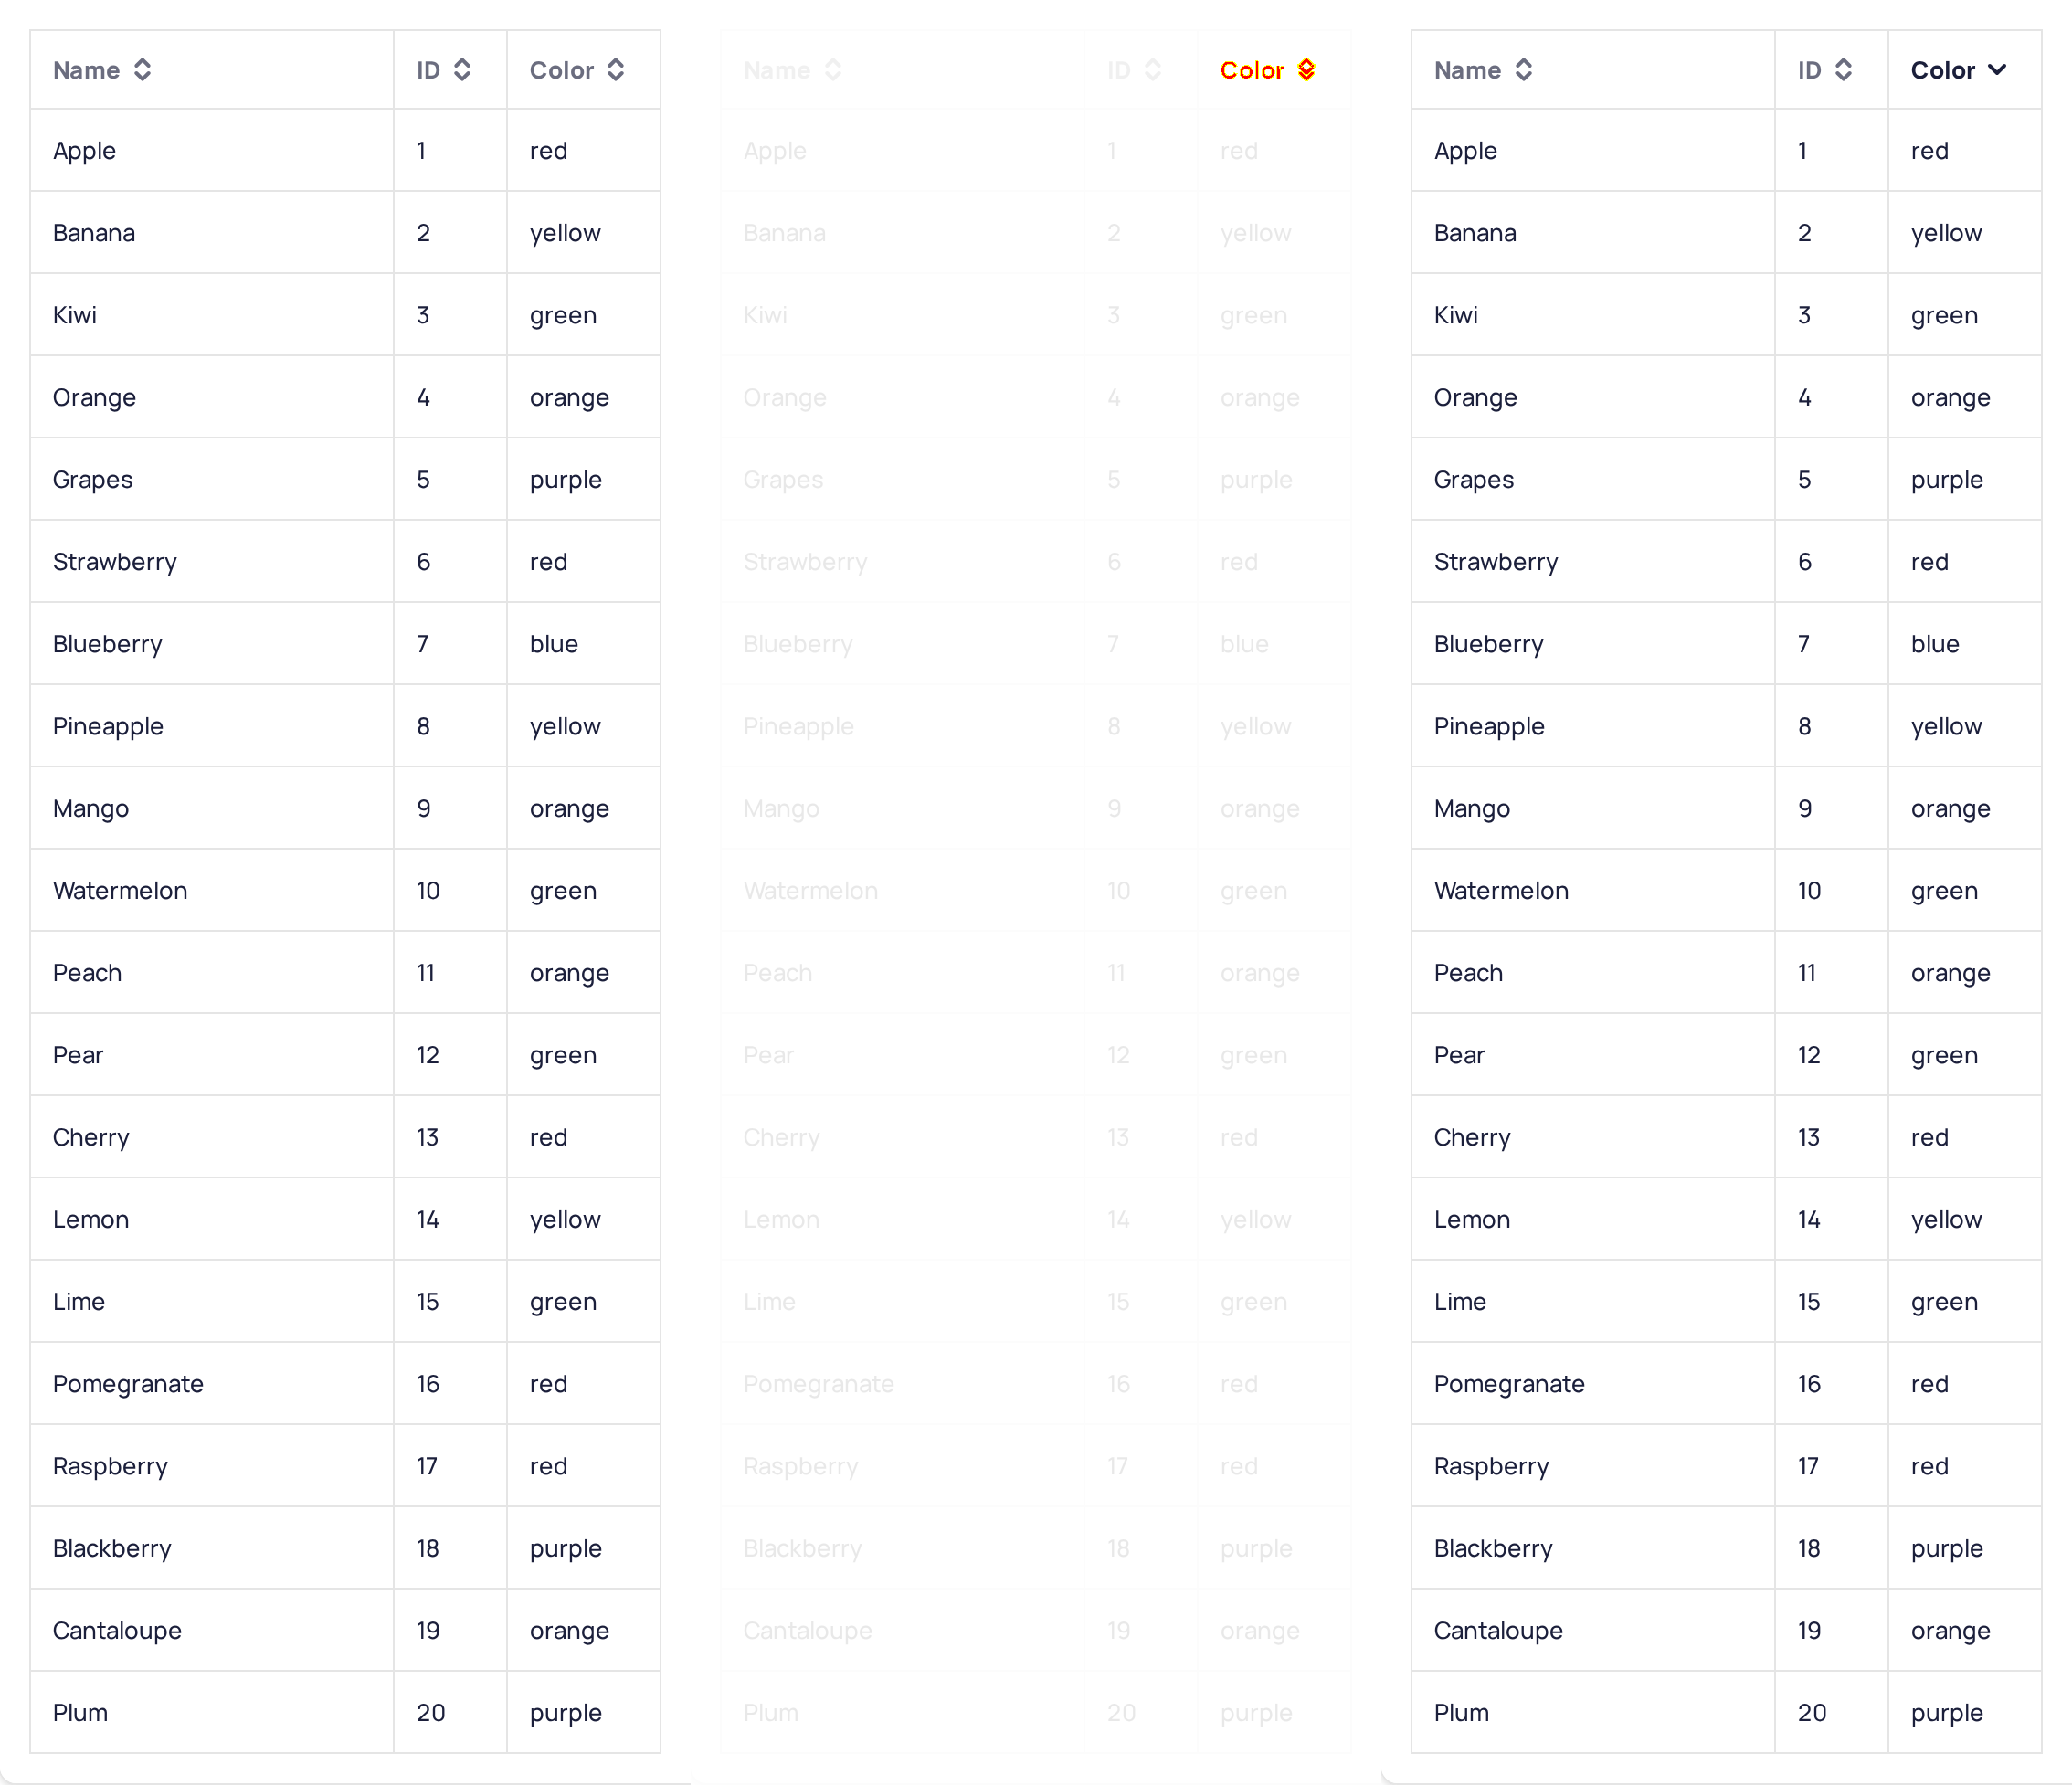 Name ID Color
Apple 1 red
Banana 2 yellow
Kiwi 3 green
Orange 4 orange
Grapes 5 purple
Strawberry 6 red
Blueberry 7 blue
Pineapple 8 yellow
Mango 9 orange
Watermelon 10 green
Peach 11 orange
Pear 12 green
Cherry 13 red
Lemon 14 yellow
Lime 15 green
Pomegranate 16 red
Raspberry 17 red
Blackberry 18 purple
Cantaloupe 19 orange
Plum 20 purple
Name ID Color
Apple 1 red
Banana 2 yellow
Kiwi 3 green
Orange 4 orange
Grapes 5 purple
Strawberry 6 red
Blueberry 7 blue
Pineapple 8 yellow
Mango 9 orange
Watermelon 10 green
Peach 11 orange
Pear 12 green
Cherry 13 red
Lemon 14 yellow
Lime 15 green
Pomegranate 16 red
Raspberry 17 red
Blackberry 18 purple
Cantaloupe 19 orange
Plum 20 purple
Name ID Color
Apple 1 red
Banana 2 yellow
Kiwi 3 green
Orange 4 orange
Grapes 5 purple
Strawberry 6 red
Blueberry 7 blue
Pineapple 8 yellow
Mango 9 orange
Watermelon 10 green
Peach 11 orange
Pear 12 green
Cherry 13 red
Lemon 14 yellow
Lime 15 green
Pomegranate 16 red
Raspberry 17 red
Blackberry 18 purple
Cantaloupe 19 orange
Plum 20 purple